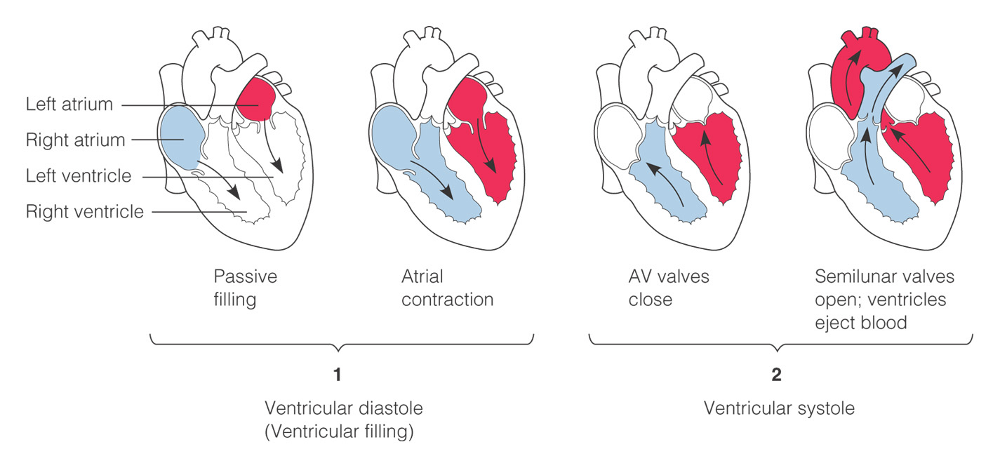 Left atrium
Right atrium
Left ventricle
Right ventricle
Passive
filling
Atrial
contraction
AV valves
close
Semilunar valves
open; ventricles
eject blood
1
Ventricular diastole
(Ventricular filling)
2
Ventricular systole